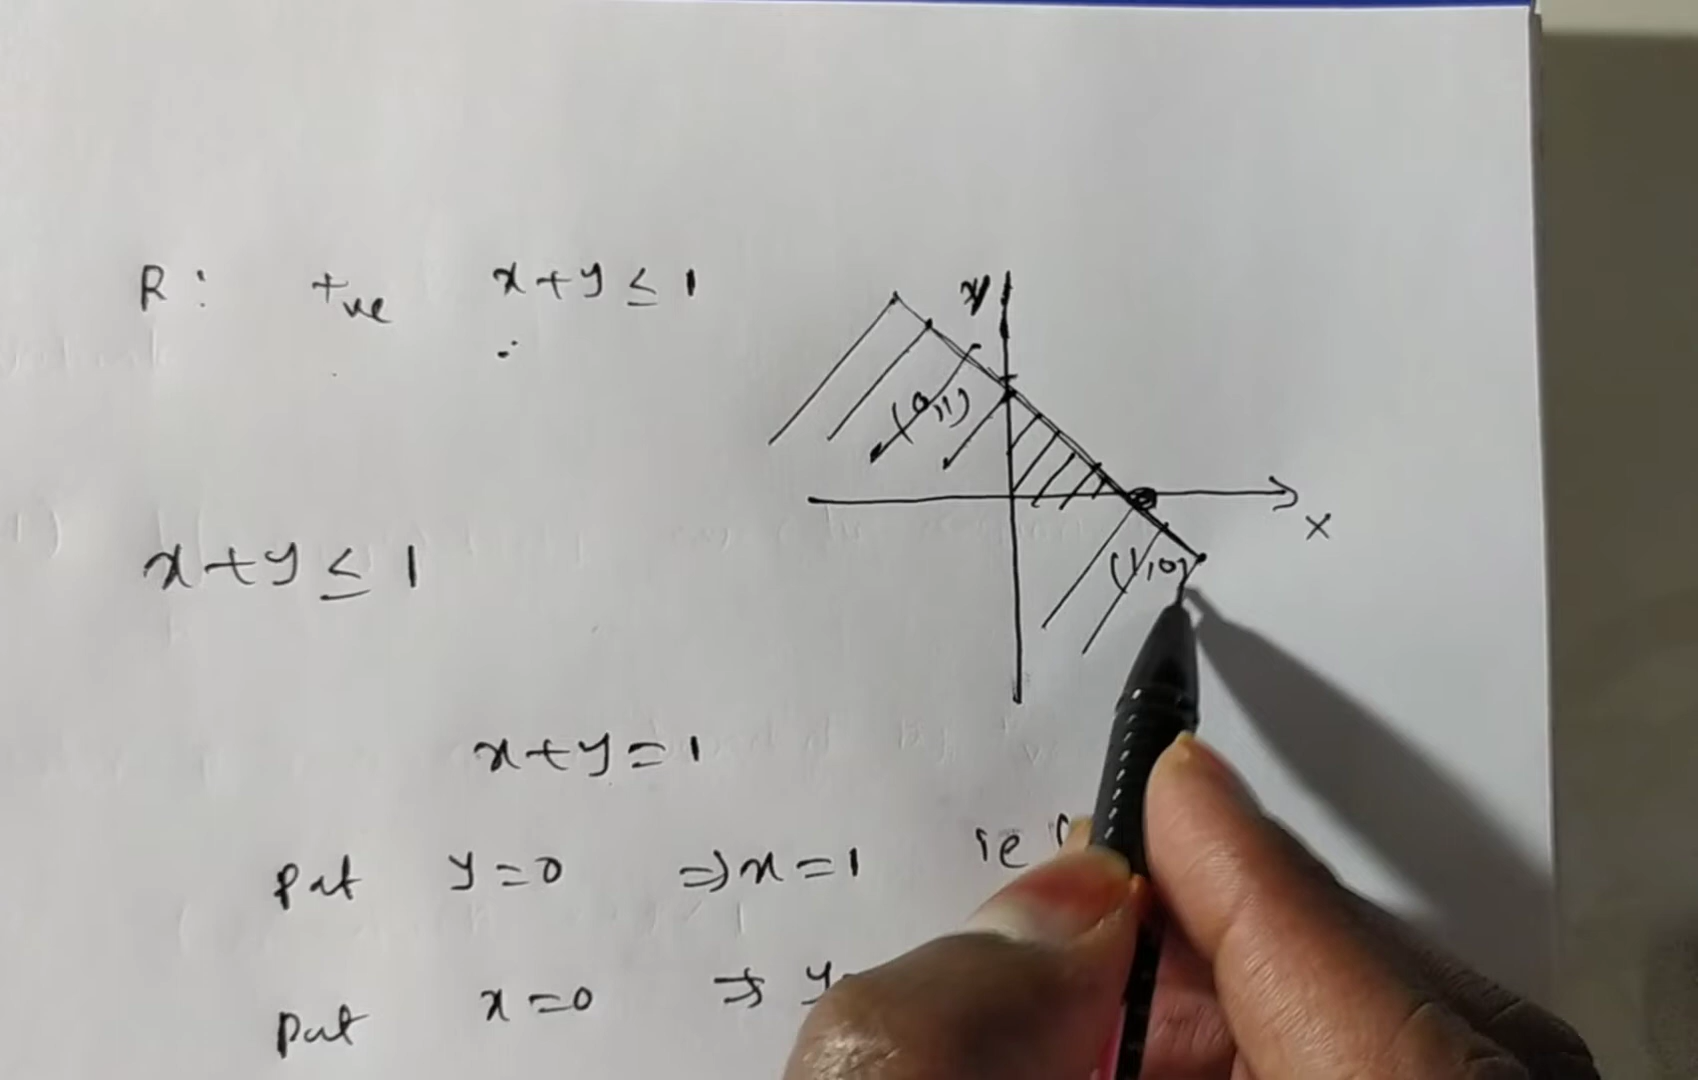 R: +ve x+y ≤ 1
y
(0,1)
x
(1,0)
x+y ≤ 1
x+y=1
put y=0 ⇒ x=1 ie (
put x=0 ⇒ y=